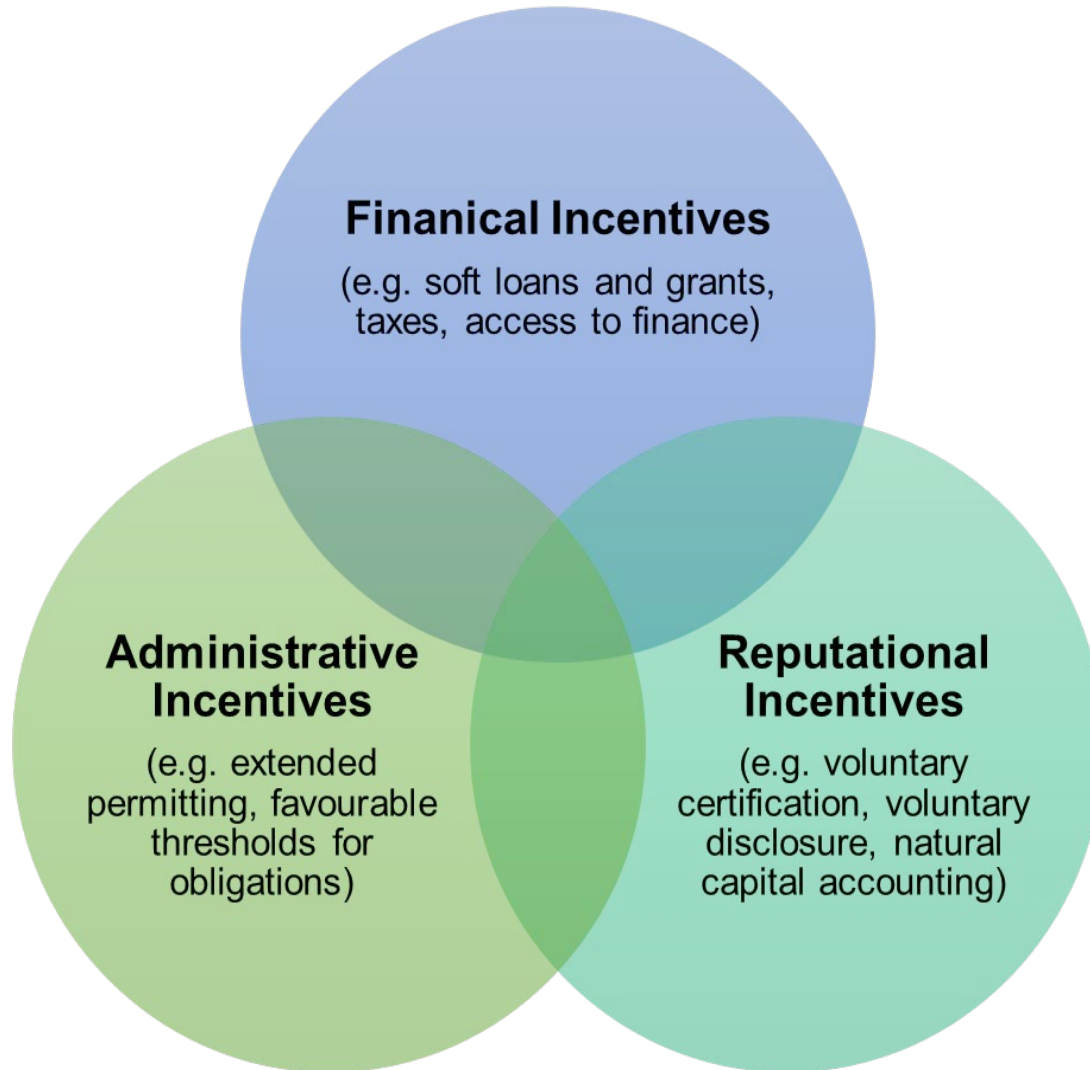 Finanical Incentives
(e.g. soft loans and grants,
taxes, access to finance)
Administrative
Incentives
(e.g. extended
permitting, favourable
thresholds for
obligations)
Reputational
Incentives
(e.g. voluntary
certification, voluntary
disclosure, natural
capital accounting)